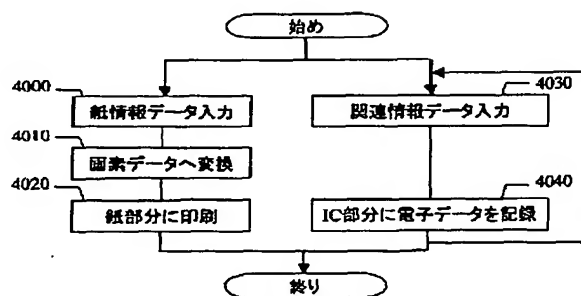 始め
4000
紙情報データ入力
4030
関連情報データ入力
4010
画素データへ変換
4020
紙部分に印刷
4040
IC部分に電子データを記録
終り